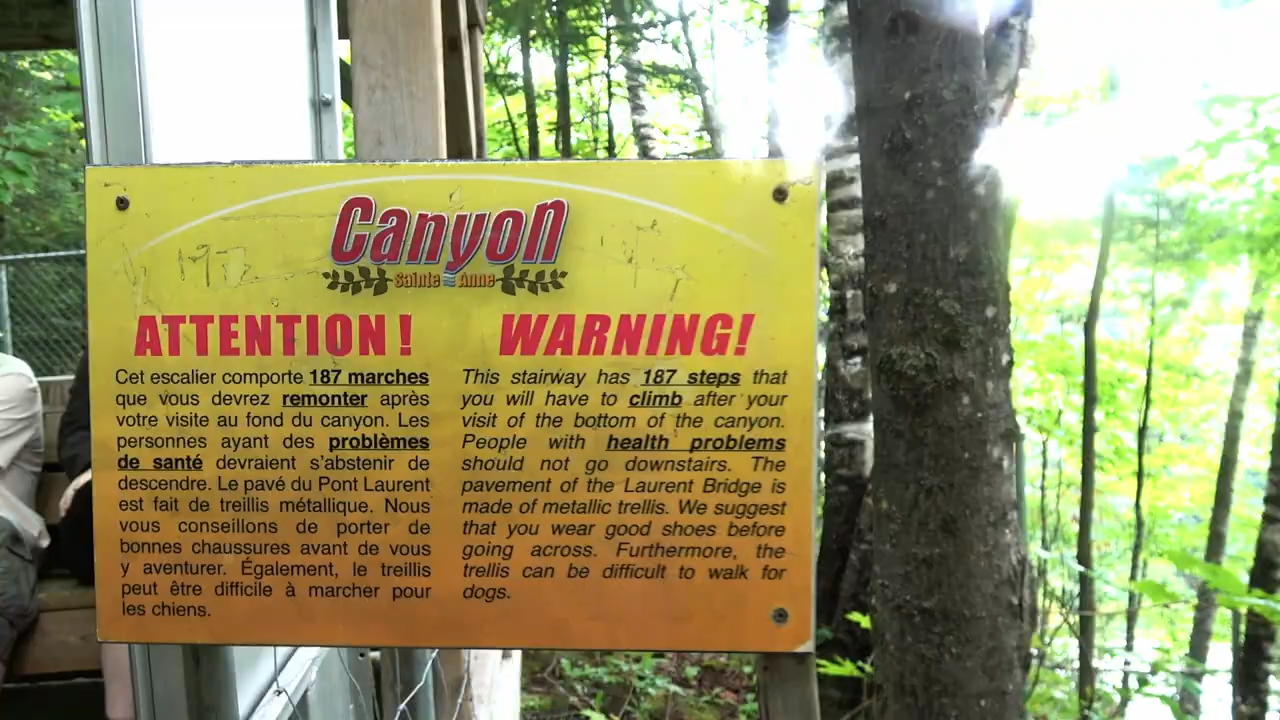 Canyon
Sainte Anne
ATTENTION !
Cet escalier comporte 187 marches
que vous devrez remonter après
votre visite au fond du canyon. Les
personnes ayant des problèmes
de santé devraient s'abstenir de
descendre. Le pavé du Pont Laurent
est fait de treillis métallique. Nous
vous conseillons de porter de
bonnes chaussures avant de vous
y aventurer. Également, le treillis
peut être difficile à marcher pour
les chiens.
WARNING!
This stairway has 187 steps that
you will have to climb after your
visit of the bottom of the canyon.
People with health problems
should not go downstairs. The
pavement of the Laurent Bridge is
made of metallic trellis. We suggest
that you wear good shoes before
going across. Furthermore, the
trellis can be difficult to walk for
dogs.